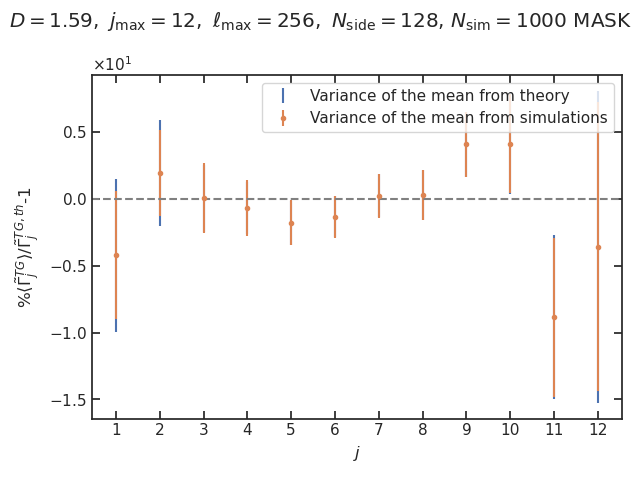 D = 1.59, j_max = 12, ℓ_max = 256, N_side = 128, N_sim = 1000 MASK
×10¹
Variance of the mean from theory
Variance of the mean from simulations
0.5
0.0
−0.5
−1.0
−1.5
%⟨Γ̃_j^{TG}⟩/Γ̃_j^{TG, th}-1
1 2 3 4 5 6 7 8 9 10 11 12
j